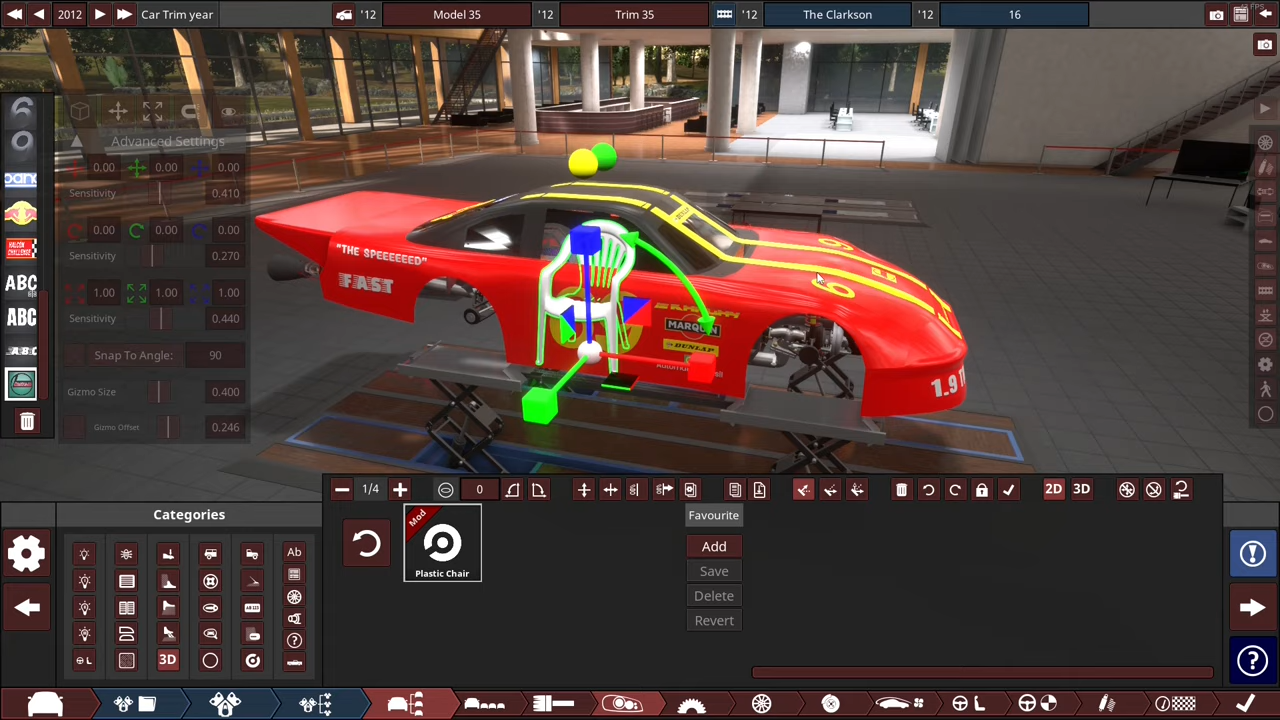 2012
Car Trim year
'12
Model 35
'12
Trim 35
'12
The Clarkson
'12
16
Advanced Settings
0.00
0.00
0.00
Sensitivity
0.410
0.00
0.00
0.00
Sensitivity
0.270
1.00
1.00
1.00
Sensitivity
0.440
Snap To Angle:
90
Gizmo Size
0.400
Gizmo Offset
0.246
ABC
ABC
ABC
"THE SPEEEEED"
FAST
MARQUIN
DUNLAP
1.9 T
1/4
0
2D
3D
Mod
Plastic Chair
Favourite
Add
Save
Delete
Revert
Categories
Ab
3D
L
?
?
L